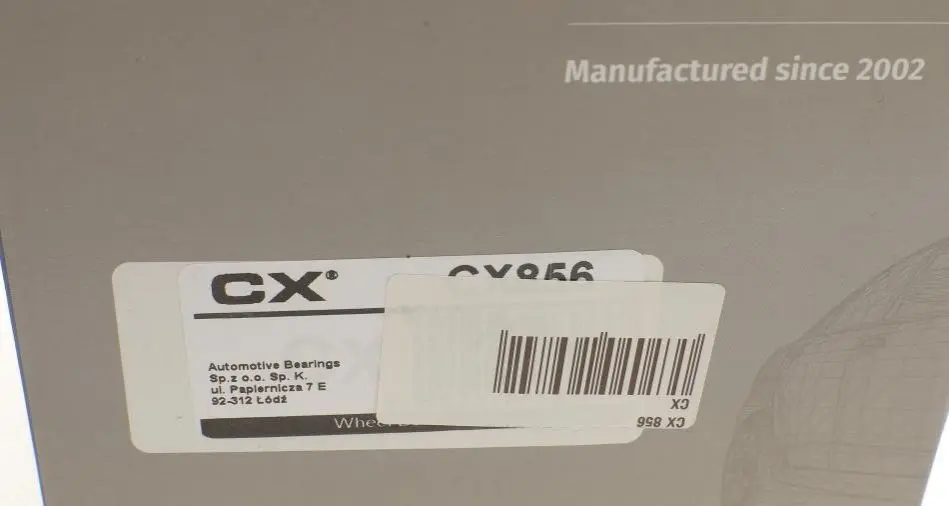 Manufactured since 2002
CX® CX856
Automotive Bearings
Sp.z o.o. Sp. K.
ul. Papiernicza 7 E
92-312 Łódź
CX
CX 856